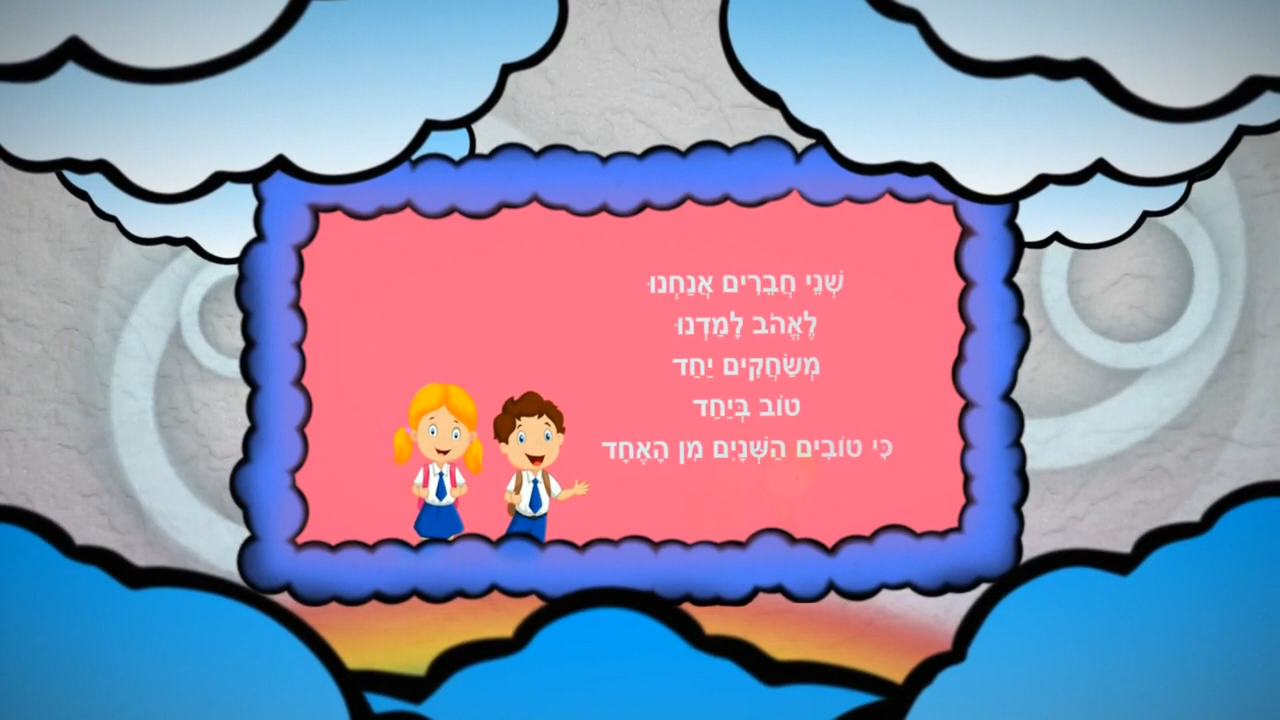 שְׁנֵי חֲבֵרִים אֲנַחְנוּ
לֶאֱהֹב לָמַדְנוּ
מְשַׂחֲקִים יַחַד
טוֹב בְּיַחַד
כִּי טוֹבִים הַשְּׁנַיִם מִן הָאֶחָד